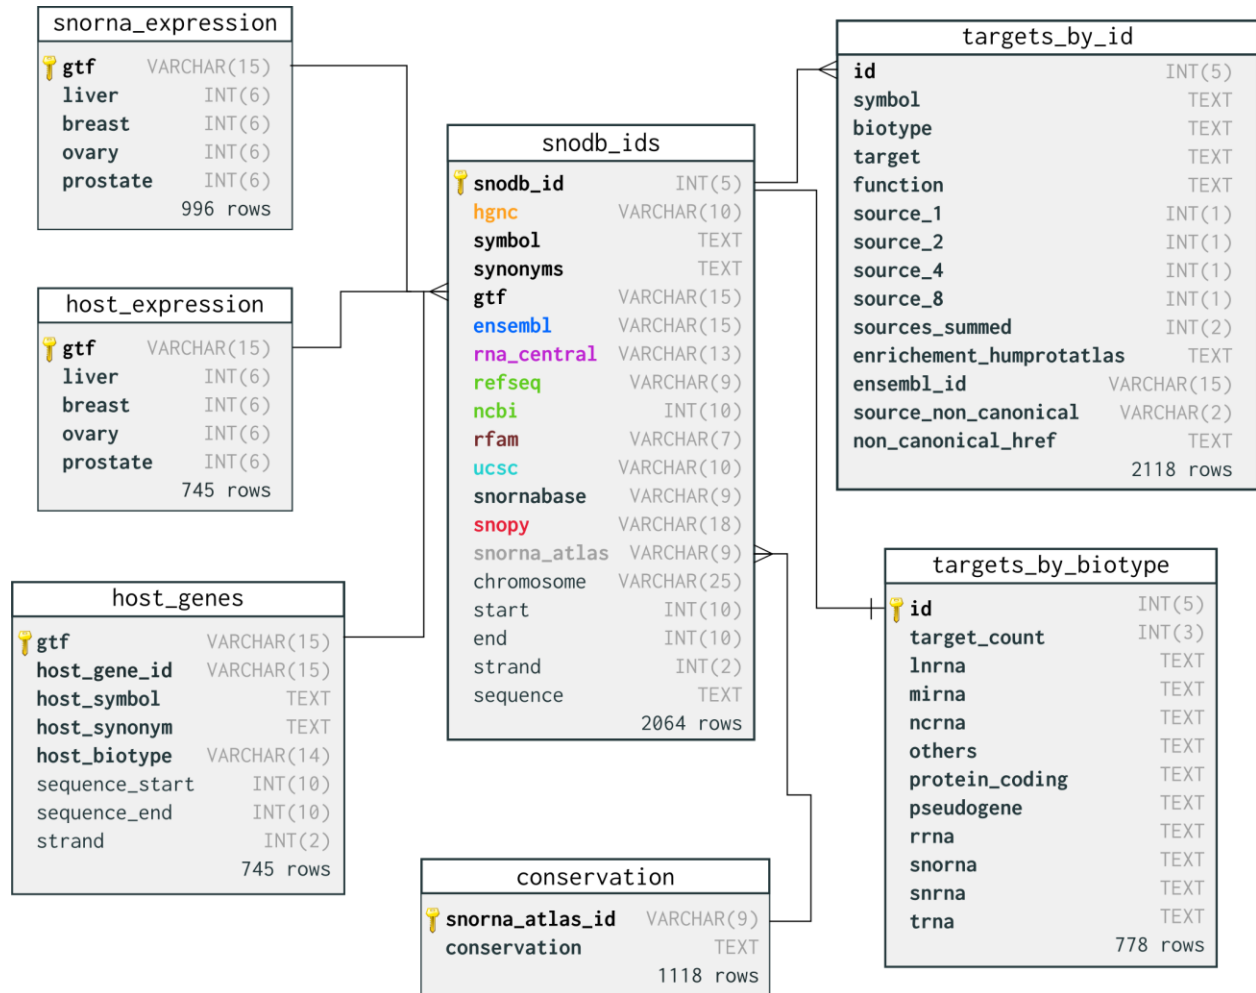 snorna_expression
gtf VARCHAR(15)
liver INT(6)
breast INT(6)
ovary INT(6)
prostate INT(6)
996 rows
host_expression
gtf VARCHAR(15)
liver INT(6)
breast INT(6)
ovary INT(6)
prostate INT(6)
745 rows
host_genes
gtf VARCHAR(15)
host_gene_id VARCHAR(15)
host_symbol TEXT
host_synonym TEXT
host_biotype VARCHAR(14)
sequence_start INT(10)
sequence_end INT(10)
strand INT(2)
745 rows
snodb_ids
snodb_id INT(5)
hgnc VARCHAR(10)
symbol TEXT
synonyms TEXT
gtf VARCHAR(15)
ensembl VARCHAR(15)
rna_central VARCHAR(13)
refseq VARCHAR(9)
ncbi INT(10)
rfam VARCHAR(7)
ucsc VARCHAR(10)
snornabase VARCHAR(9)
snopy VARCHAR(18)
snorna_atlas VARCHAR(9)
chromosome VARCHAR(25)
start INT(10)
end INT(10)
strand INT(2)
sequence TEXT
2064 rows
conservation
snorna_atlas_id VARCHAR(9)
conservation TEXT
1118 rows
targets_by_id
id INT(5)
symbol TEXT
biotype TEXT
target TEXT
function TEXT
source_1 INT(1)
source_2 INT(1)
source_4 INT(1)
source_8 INT(1)
sources_summed INT(2)
enrichement_humprotatlas TEXT
ensembl_id VARCHAR(15)
source_non_canonical VARCHAR(2)
non_canonical_href TEXT
2118 rows
targets_by_biotype
id INT(5)
target_count INT(3)
lnrna TEXT
mirna TEXT
ncrna TEXT
others TEXT
protein_coding TEXT
pseudogene TEXT
rrna TEXT
snorna TEXT
snrna TEXT
trna TEXT
778 rows